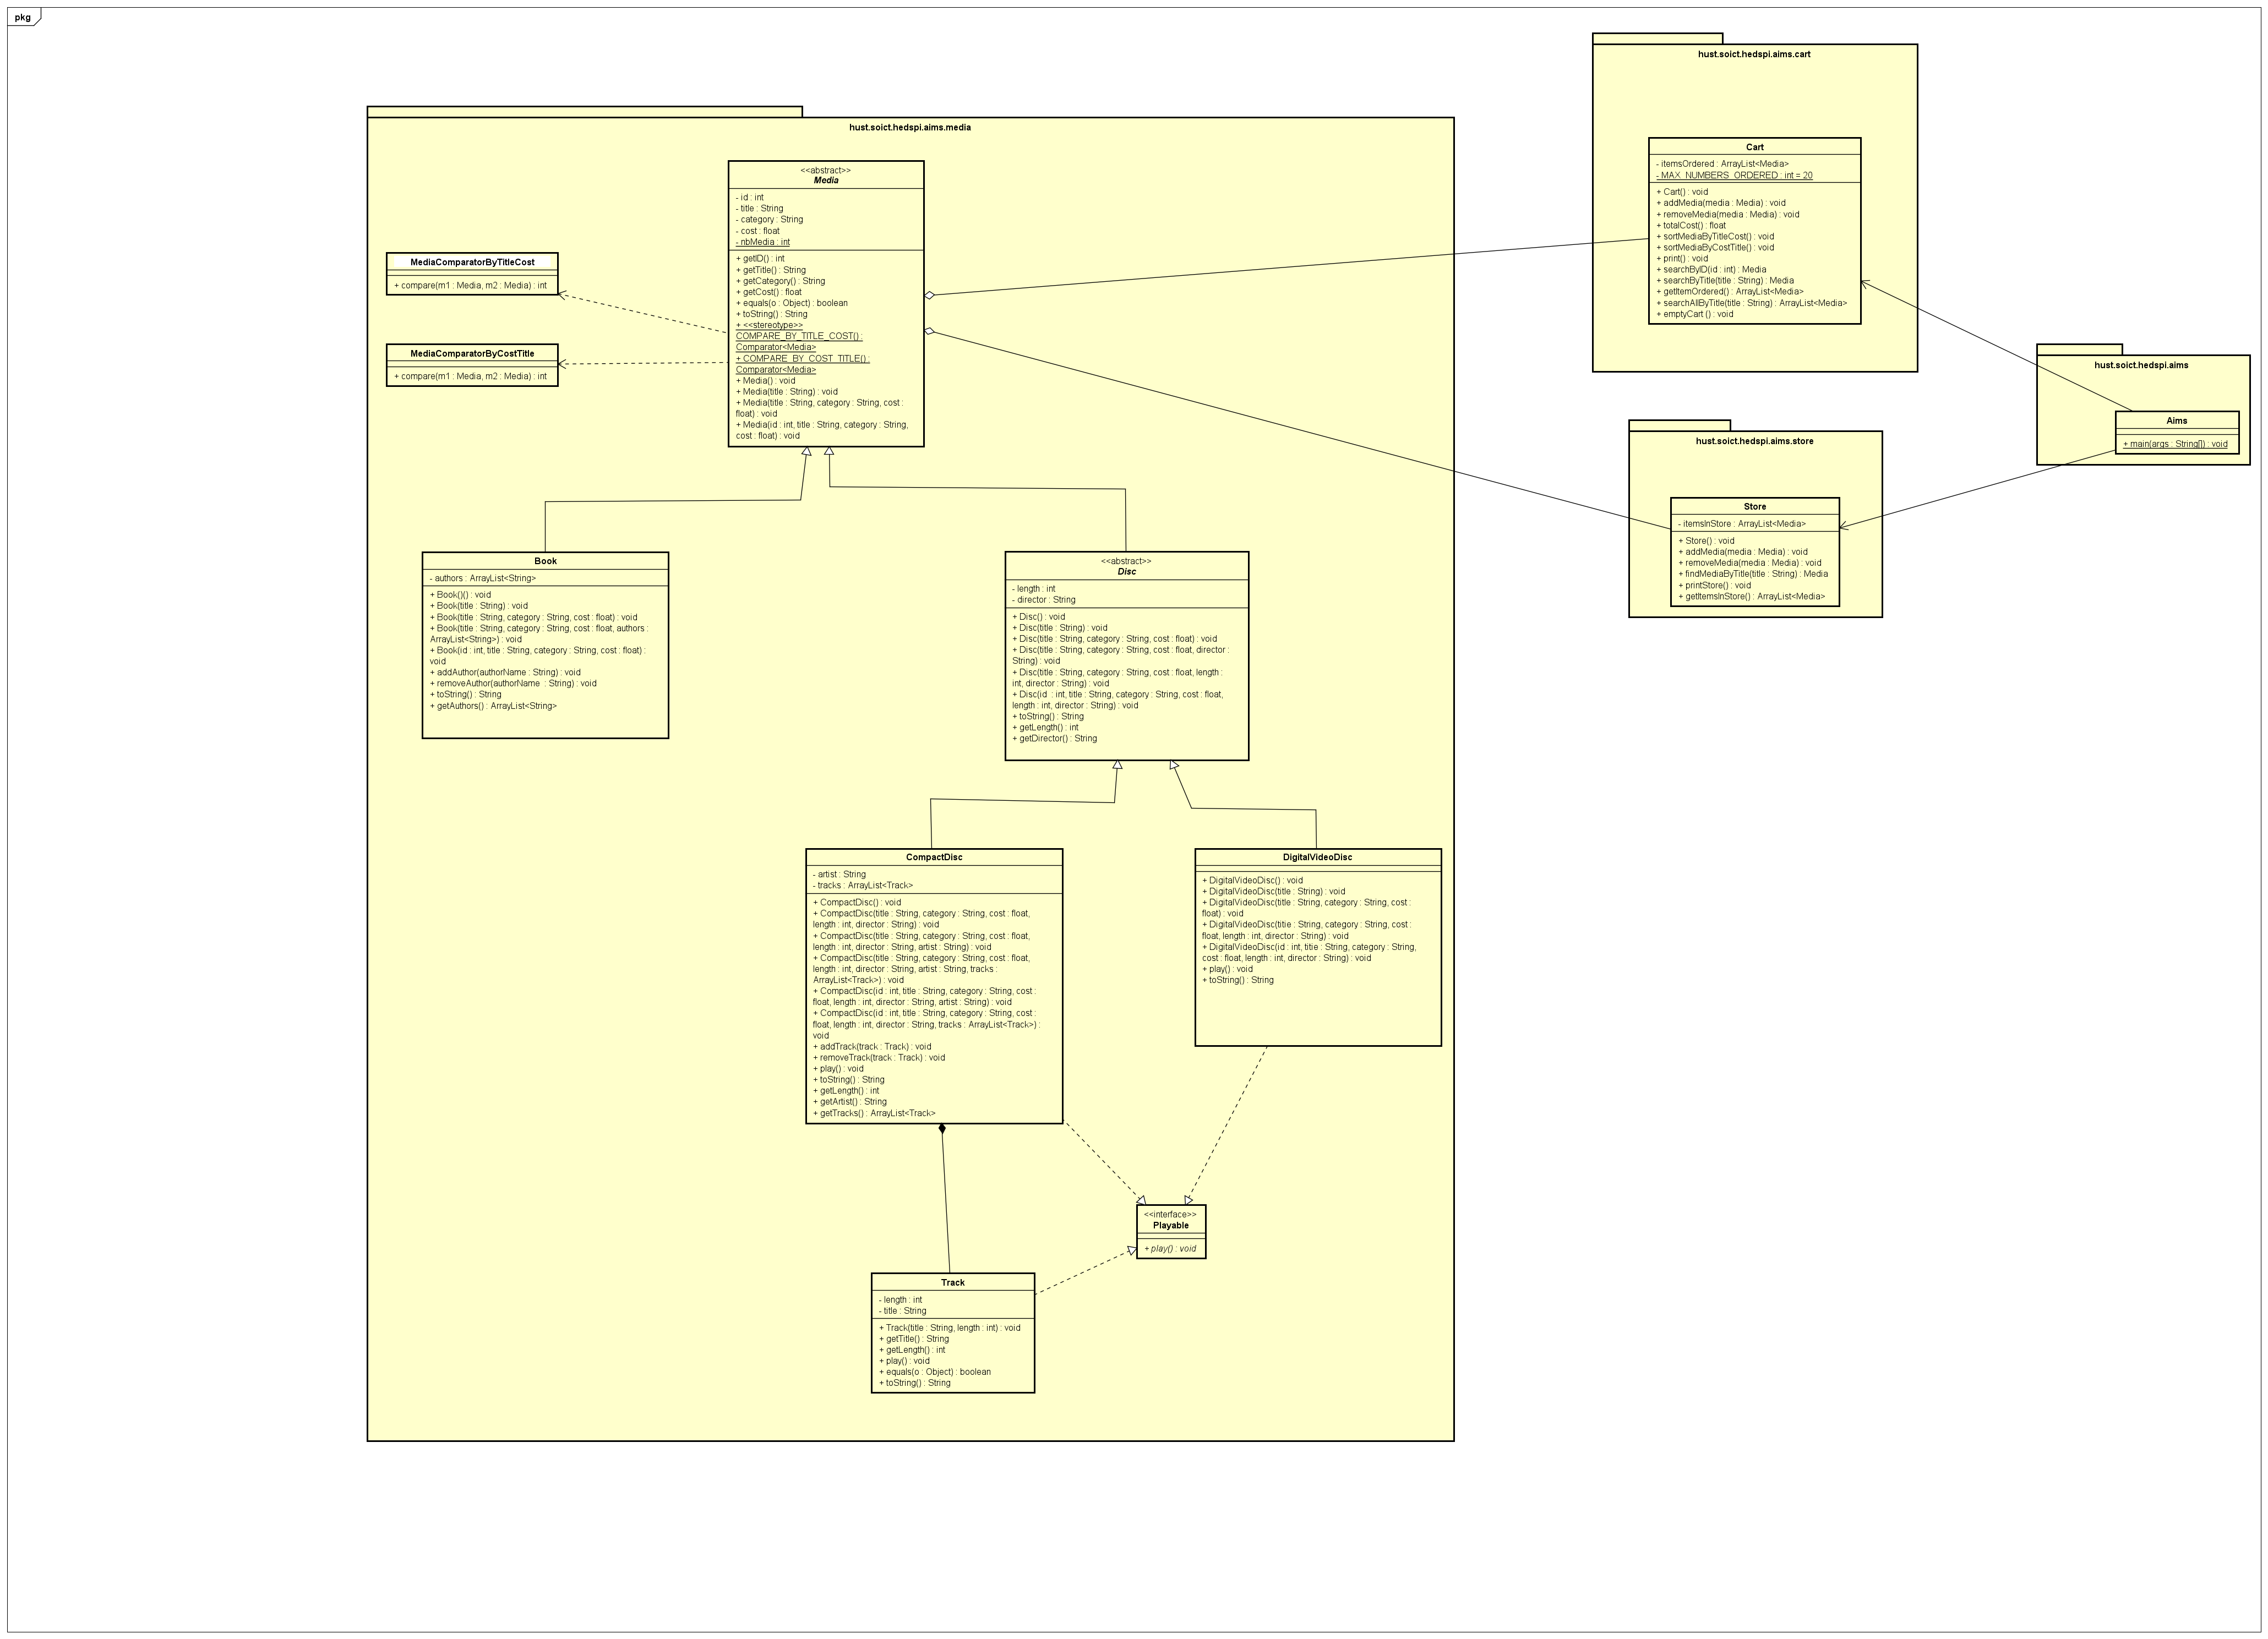 pkg
hust.soict.hedspi.aims.cart
Cart
- itemsOrdered : ArrayList<Media>
- MAX_NUMBERS_ORDERED : int = 20
+ Cart() : void
+ addMedia(media : Media) : void
+ removeMedia(media : Media) : void
+ totalCost() : float
+ sortMediaByTitleCost() : void
+ sortMediaByCostTitle() : void
+ print() : void
+ searchByID(id : int) : Media
+ searchByTitle(title : String) : Media
+ getItemOrdered() : ArrayList<Media>
+ searchAllByTitle(title : String) : ArrayList<Media>
+ emptyCart () : void
hust.soict.hedspi.aims.media
<<abstract>>
Media
- id : int
- title : String
- category : String
- cost : float
- nbMedia : int
+ getID() : int
+ getTitle() : String
+ getCategory() : String
+ getCost() : float
+ equals(o : Object) : boolean
+ toString() : String
+ <<stereotype>>
COMPARE_BY_TITLE_COST() :
Comparator<Media>
+ COMPARE_BY_COST_TITLE() :
Comparator<Media>
+ Media() : void
+ Media(title : String) : void
+ Media(title : String, category : String, cost :
float) : void
+ Media(id : int, title : String, category : String,
cost : float) : void
MediaComparatorByTitleCost
+ compare(m1 : Media, m2 : Media) : int
MediaComparatorByCostTitle
+ compare(m1 : Media, m2 : Media) : int
hust.soict.hedspi.aims
Aims
+ main(args : String[]) : void
hust.soict.hedspi.aims.store
Store
- itemsInStore : ArrayList<Media>
+ Store() : void
+ addMedia(media : Media) : void
+ removeMedia(media : Media) : void
+ findMediaByTitle(title : String) : Media
+ printStore() : void
+ getItemsInStore() : ArrayList<Media>
Book
- authors : ArrayList<String>
+ Book()() : void
+ Book(title : String) : void
+ Book(title : String, category : String, cost : float) : void
+ Book(title : String, category : String, cost : float, authors :
ArrayList<String>) : void
+ Book(id : int, title : String, category : String, cost : float) :
void
+ addAuthor(authorName : String) : void
+ removeAuthor(authorName  : String) : void
+ toString() : String
+ getAuthors() : ArrayList<String>
<<abstract>>
Disc
- length : int
- director : String
+ Disc() : void
+ Disc(title : String) : void
+ Disc(title : String, category : String, cost : float) : void
+ Disc(title : String, category : String, cost : float, director :
String) : void
+ Disc(title : String, category : String, cost : float, length :
int, director : String) : void
+ Disc(id  : int, title : String, category : String, cost : float,
length : int, director : String) : void
+ toString() : String
+ getLength() : int
+ getDirector() : String
CompactDisc
- artist : String
- tracks : ArrayList<Track>
+ CompactDisc() : void
+ CompactDisc(title : String, category : String, cost : float,
length : int, director : String) : void
+ CompactDisc(title : String, category : String, cost : float,
length : int, director : String, artist : String) : void
+ CompactDisc(title : String, category : String, cost : float,
length : int, director : String, artist : String, tracks :
ArrayList<Track>) : void
+ CompactDisc(id : int, title : String, category : String, cost :
float, length : int, director : String, artist : String) : void
+ CompactDisc(id : int, title : String, category : String, cost :
float, length : int, director : String, tracks : ArrayList<Track>) :
void
+ addTrack(track : Track) : void
+ removeTrack(track : Track) : void
+ play() : void
+ toString() : String
+ getLength() : int
+ getArtist() : String
+ getTracks() : ArrayList<Track>
DigitalVideoDisc
+ DigitalVideoDisc() : void
+ DigitalVideoDisc(title : String) : void
+ DigitalVideoDisc(title : String, category : String, cost :
float) : void
+ DigitalVideoDisc(title : String, category : String, cost :
float, length : int, director : String) : void
+ DigitalVideoDisc(id : int, title : String, category : String,
cost : float, length : int, director : String) : void
+ play() : void
+ toString() : String
<<interface>>
Playable
+ play() : void
Track
- length : int
- title : String
+ Track(title : String, length : int) : void
+ getTitle() : String
+ getLength() : int
+ play() : void
+ equals(o : Object) : boolean
+ toString() : String